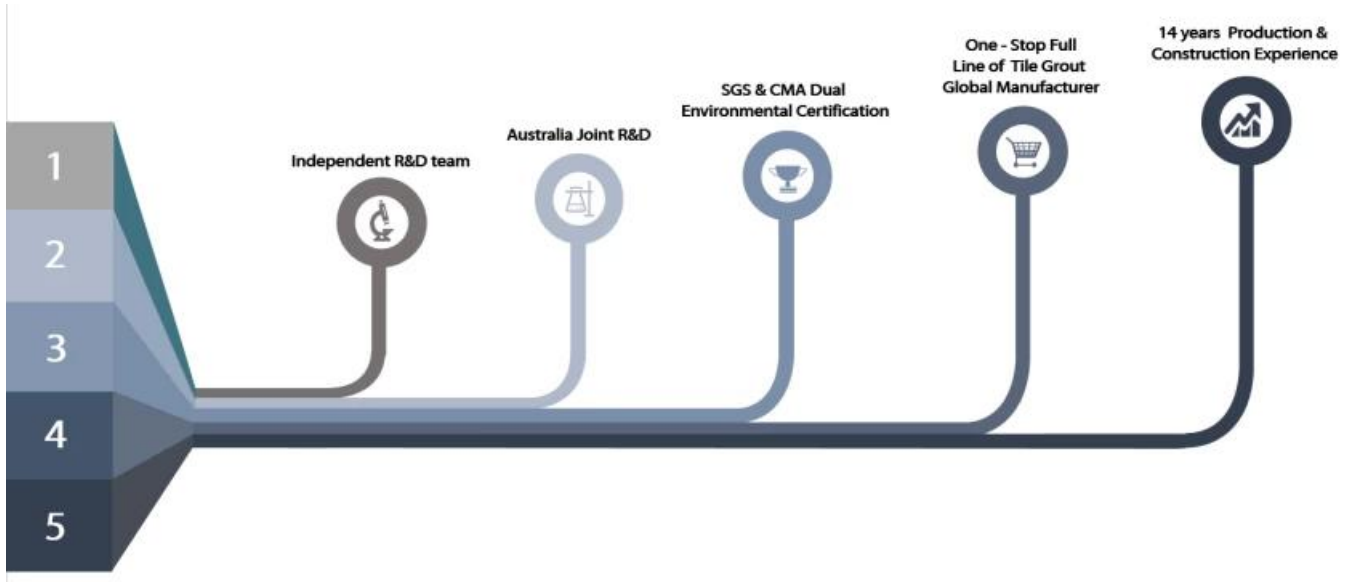 1
2
3
4
5
Independent R&D team
Australia Joint R&D
SGS & CMA Dual
Environmental Certification
One - Stop Full
Line of Tile Grout
Global Manufacturer
14 years Production &
Construction Experience